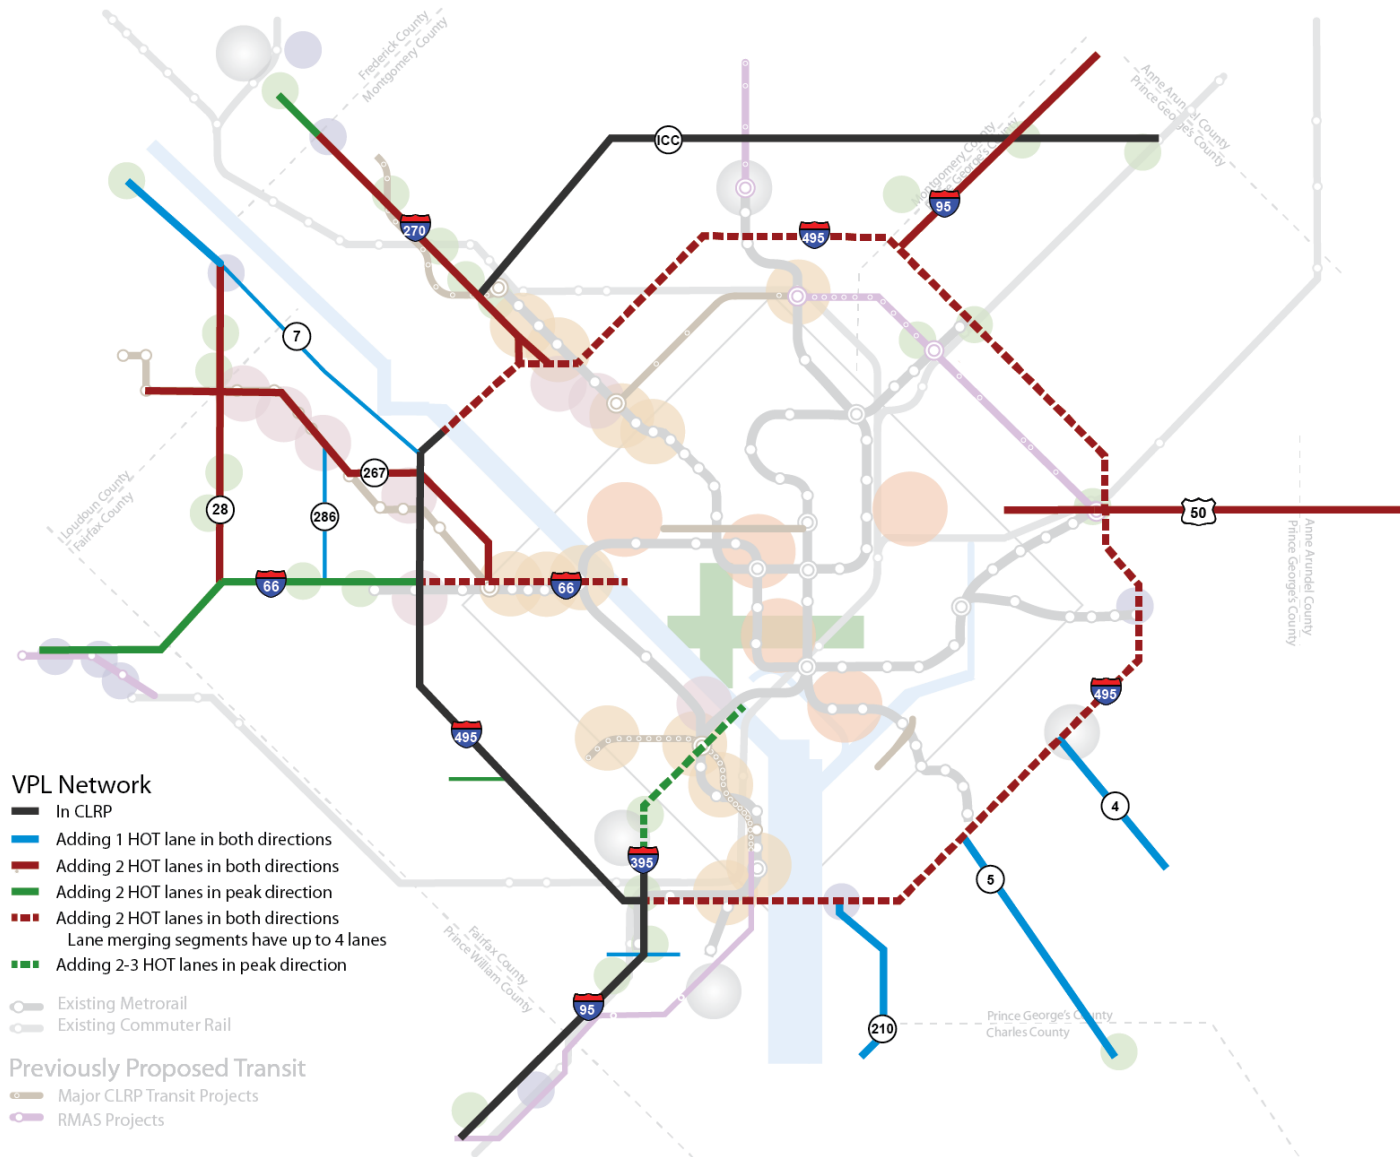 Frederick County
Montgomery County
Anne Arundel County
Prince George's County
Montgomery County
Prince George's County
ICC
95
270
495
7
267
28
286
50
66
66
Loudoun County
Fairfax County
Anne Arundel County
Prince George's County
495
495
4
395
5
VPL Network
In CLRP
Adding 1 HOT lane in both directions
Adding 2 HOT lanes in both directions
Adding 2 HOT lanes in peak direction
Adding 2 HOT lanes in both directions
Lane merging segments have up to 4 lanes
Adding 2-3 HOT lanes in peak direction
Existing Metrorail
Existing Commuter Rail
Previously Proposed Transit
Major CLRP Transit Projects
RMAS Projects
Fairfax County
Prince William County
95
210
Prince George's County
Charles County